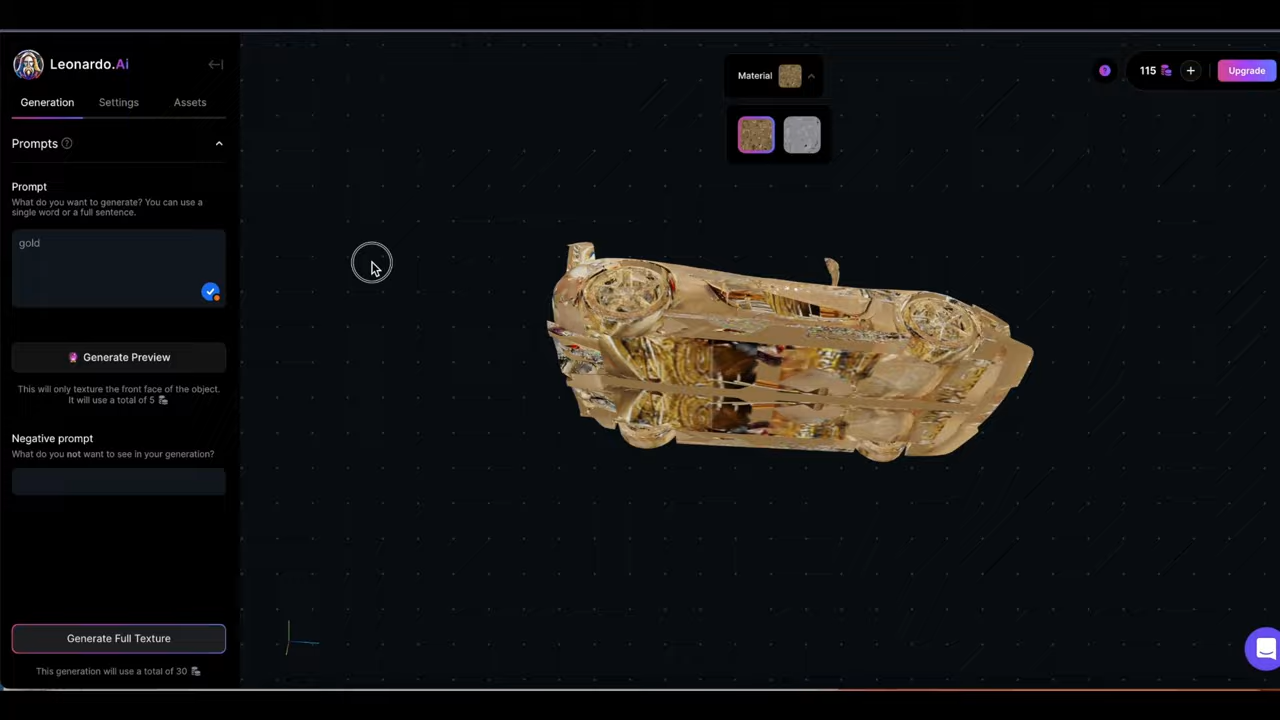 Leonardo.Ai
Generation Settings Assets
Prompts
Prompt
What do you want to generate? You can use a
single word or a full sentence.
gold
Generate Preview
This will only texture the front face of the object.
It will use a total of 5
Negative prompt
What do you not want to see in your generation?
Generate Full Texture
This generation will use a total of 30
Material
?
115
+
Upgrade